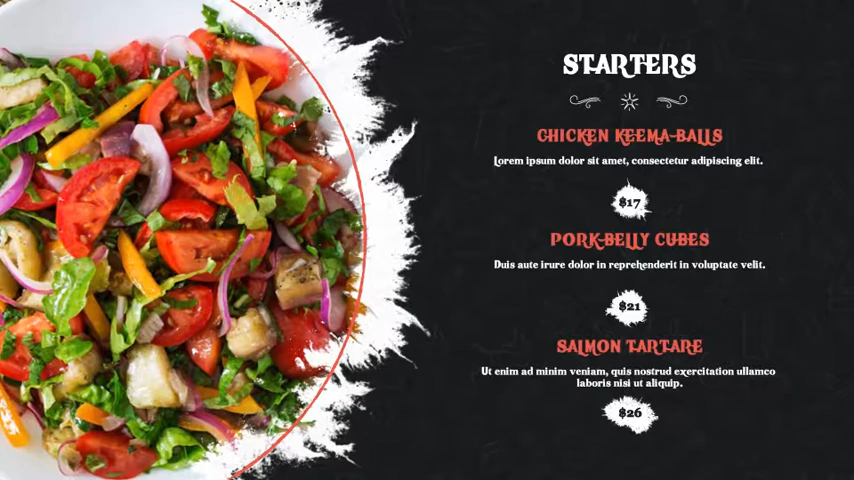 STARTERS
CHICKEN KEEMA-BALLS
Lorem ipsum dolor sit amet, consectetur adipiscing elit.
$17
PORK-BELLY CUBES
Duis aute irure dolor in reprehenderit in voluptate velit.
$21
SALMON TARTARE
Ut enim ad minim veniam, quis nostrud exercitation ullamco
laboris nisi ut aliquip.
$26